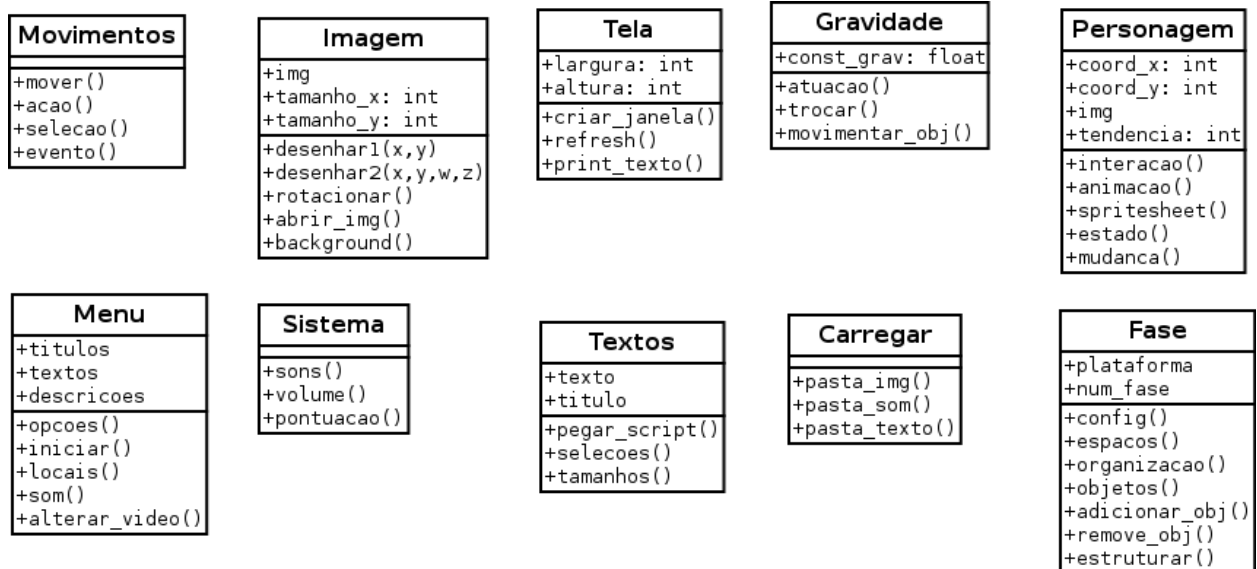 Movimentos
+mover()
+acao()
+selecao()
+evento()
Imagem
+img
+tamanho_x: int
+tamanho_y: int
+desenhar1(x,y)
+desenhar2(x,y,w,z)
+rotacionar()
+abrir_img()
+background()
Tela
+largura: int
+altura: int
+criar_janela()
+refresh()
+print_texto()
Gravidade
+const_grav: float
+atuacao()
+trocar()
+movimentar_obj()
Personagem
+coord_x: int
+coord_y: int
+img
+tendencia: int
+interacao()
+animacao()
+spritesheet()
+estado()
+mudanca()
Menu
+titulos
+textos
+descricoes
+opcoes()
+iniciar()
+locais()
+som()
+alterar_video()
Sistema
+sons()
+volume()
+pontuacao()
Textos
+texto
+titulo
+pegar_script()
+selecoes()
+tamanhos()
Carregar
+pasta_img()
+pasta_som()
+pasta_texto()
Fase
+plataforma
+num_fase
+config()
+espacos()
+organizacao()
+objetos()
+adicionar_obj()
+remove_obj()
+estruturar()